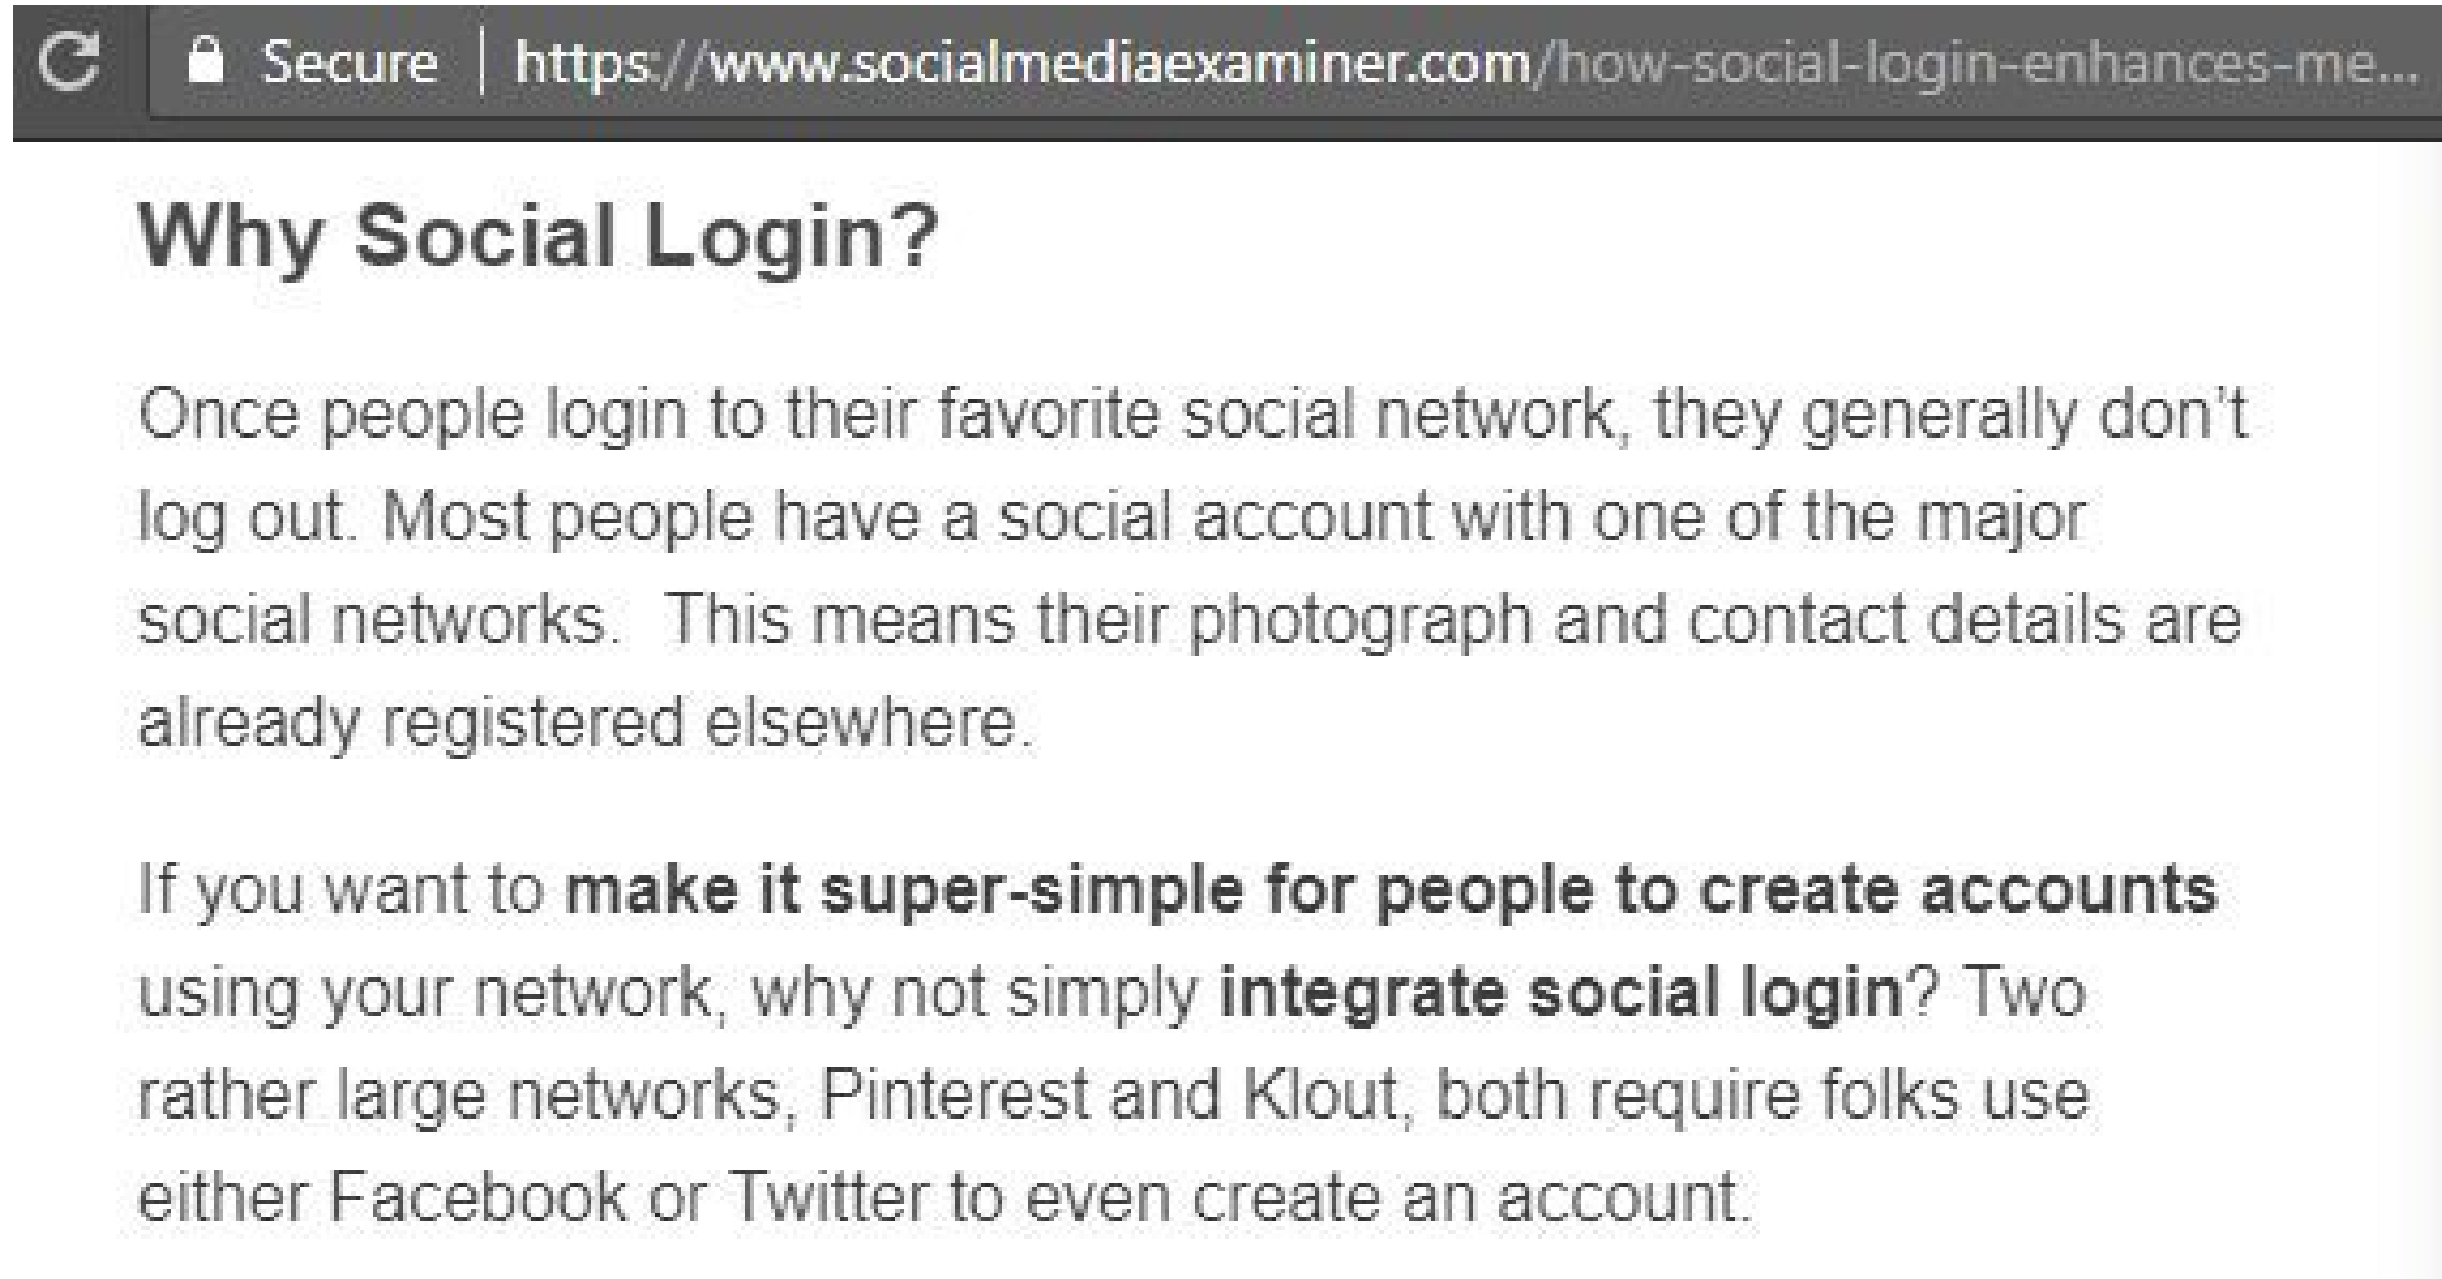 Secure | https://www.socialmediaexaminer.com/how-social-login-enhances-me...
Why Social Login?
Once people login to their favorite social network, they generally don't
log out. Most people have a social account with one of the major
social networks.  This means their photograph and contact details are
already registered elsewhere.
If you want to make it super-simple for people to create accounts
using your network, why not simply integrate social login? Two
rather large networks, Pinterest and Klout, both require folks use
either Facebook or Twitter to even create an account.